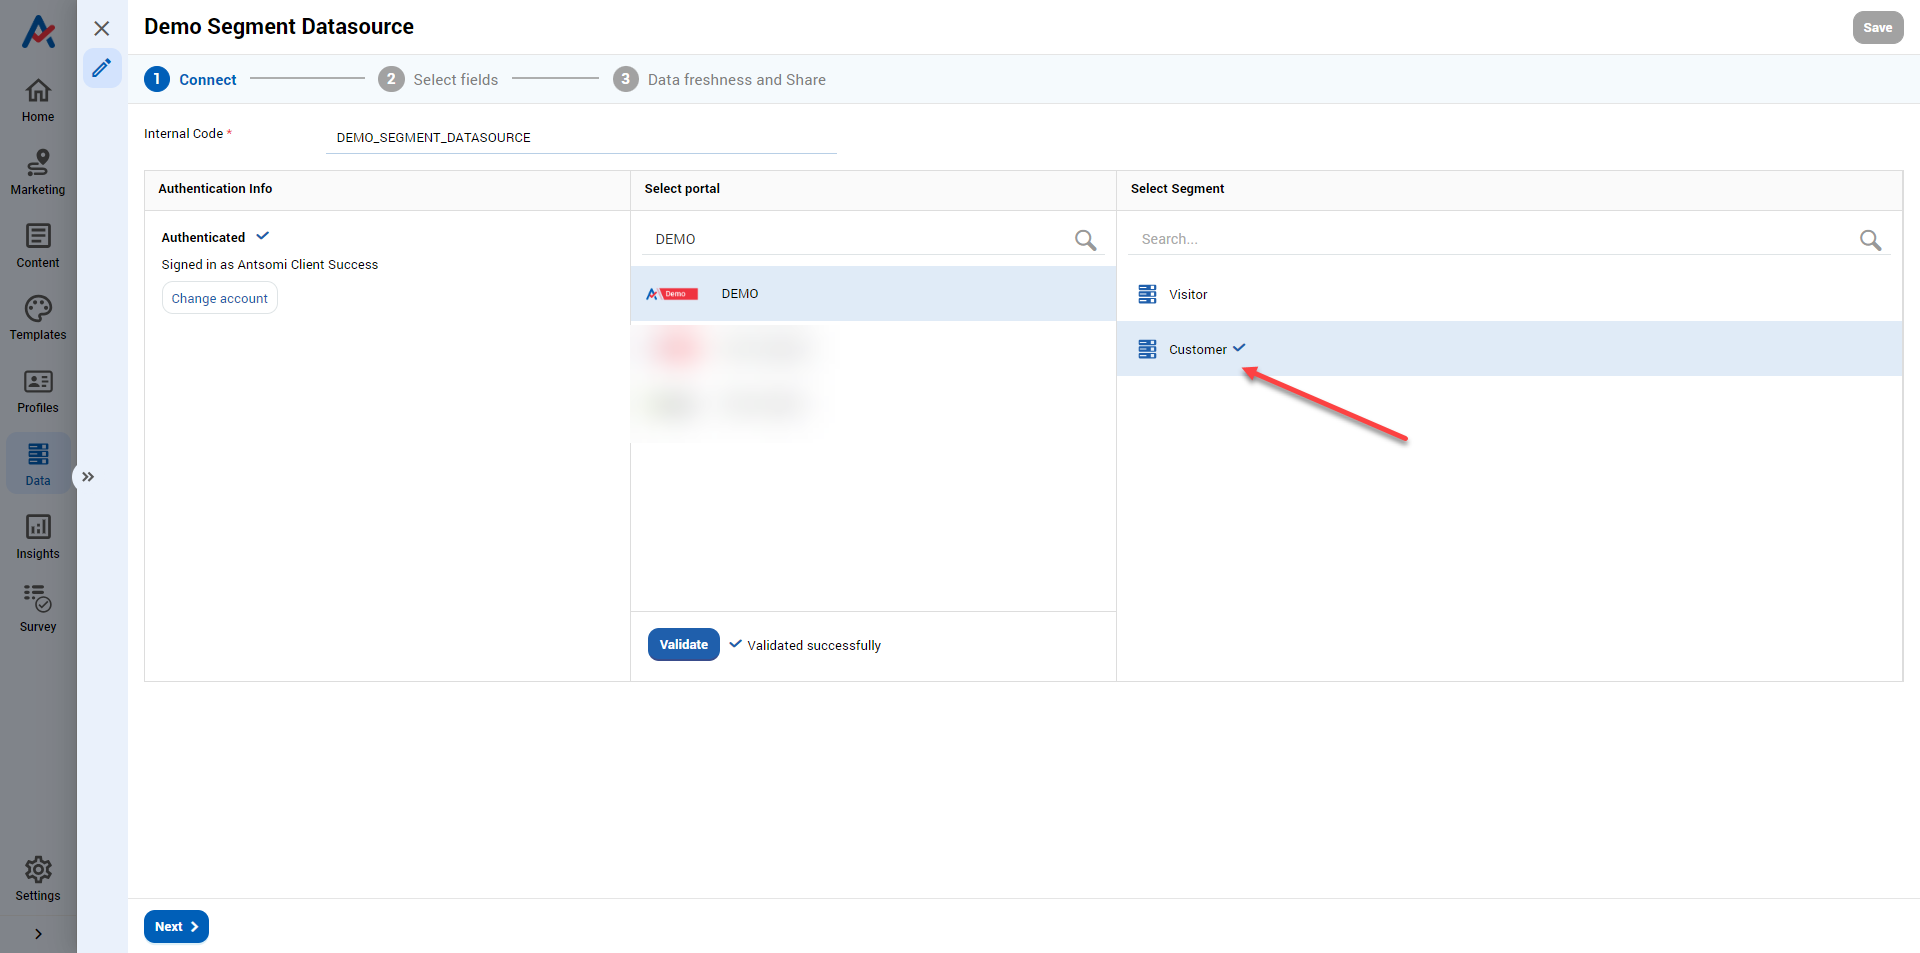 Demo Segment Datasource
Save
1 Connect
2 Select fields
3 Data freshness and Share
Internal Code *
DEMO_SEGMENT_DATASOURCE
Authentication Info
Select portal
Select Segment
Authenticated
Signed in as Antsomi Client Success
Change account
DEMO
Demo
DEMO
Validate
Validated successfully
Search...
Visitor
Customer
Home
Marketing
Content
Templates
Profiles
Data
Insights
Survey
Settings
Next